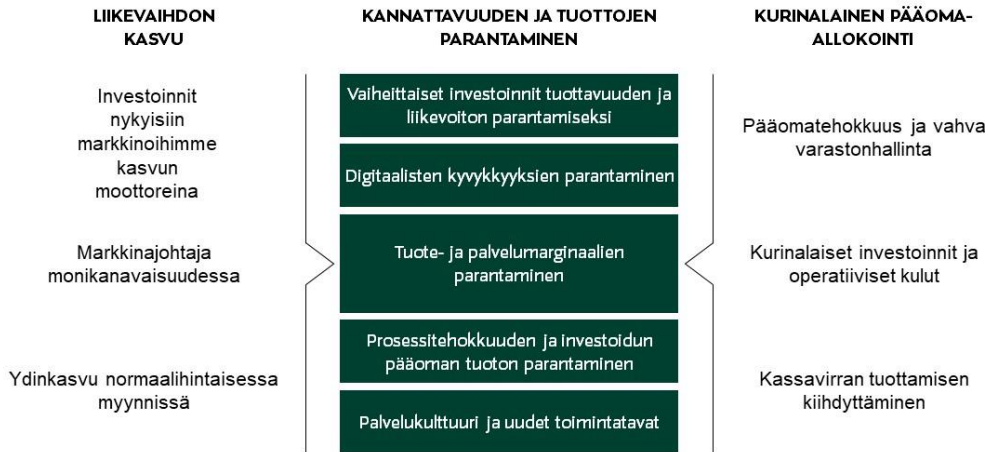 LIIKEVAIHDON
KASVU
Investoinnit
nykyisiin
markkinoihimme
kasvun
moottoreina
Markkinajohtaja
monikanavaisuudessa
Ydinkasvu normaalihintaisessa
myynnissä
KANNATTAVUUDEN JA TUOTTOJEN
PARANTAMINEN
Vaiheittaiset investoinnit tuottavuuden ja
liikevoiton parantamiseksi
Digitaalisten kyvykkyyksien parantaminen
Tuote- ja palvelumarginaalien
parantaminen
Prosessitehokkuuden ja investoidun
pääoman tuoton parantaminen
Palvelukulttuuri ja uudet toimintatavat
KURINALAINEN PÄÄOMA-
ALLOKOINTI
Pääomatehokkuus ja vahva
varastonhallinta
Kurinalaiset investoinnit ja
operatiiviset kulut
Kassavirran tuottamisen
kiihdyttäminen